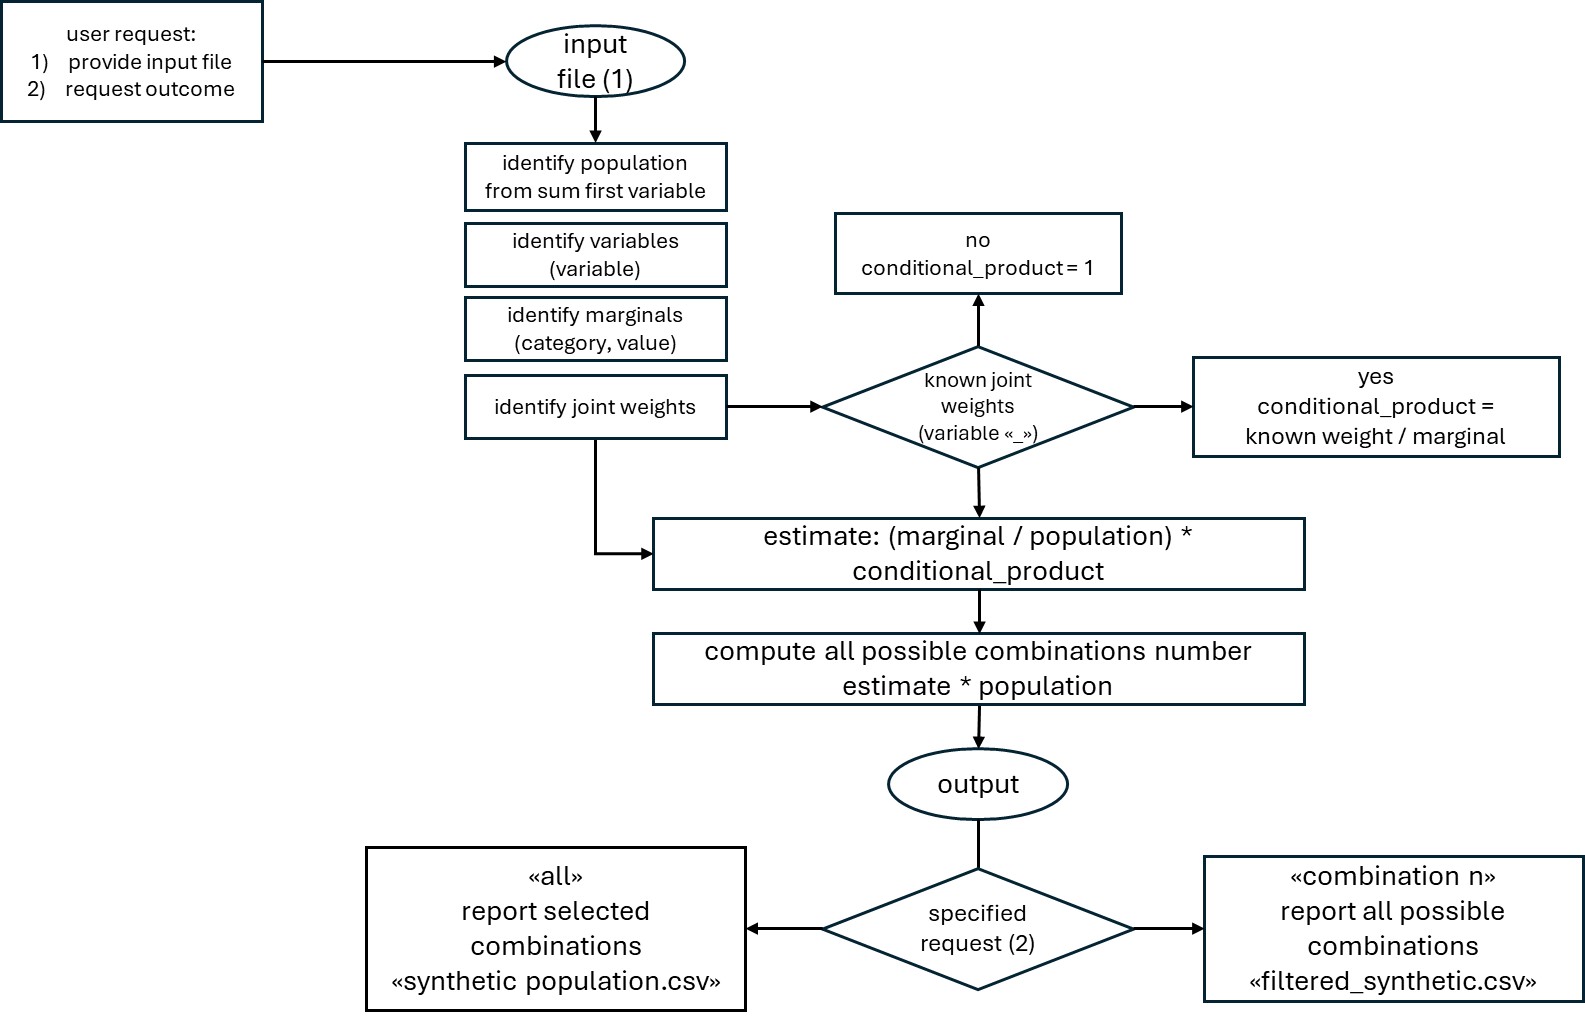 user request:
1) provide input file
2) request outcome
input
file (1)
identify population
from sum first variable
identify variables
(variable)
identify marginals
(category, value)
identify joint weights
no
conditional_product = 1
known joint
weights
(variable «_»)
yes
conditional_product =
known weight / marginal
estimate: (marginal / population) *
conditional_product
compute all possible combinations number
estimate * population
output
specified
request (2)
«all»
report selected
combinations
«synthetic population.csv»
«combination n»
report all possible
combinations
«filtered_synthetic.csv»